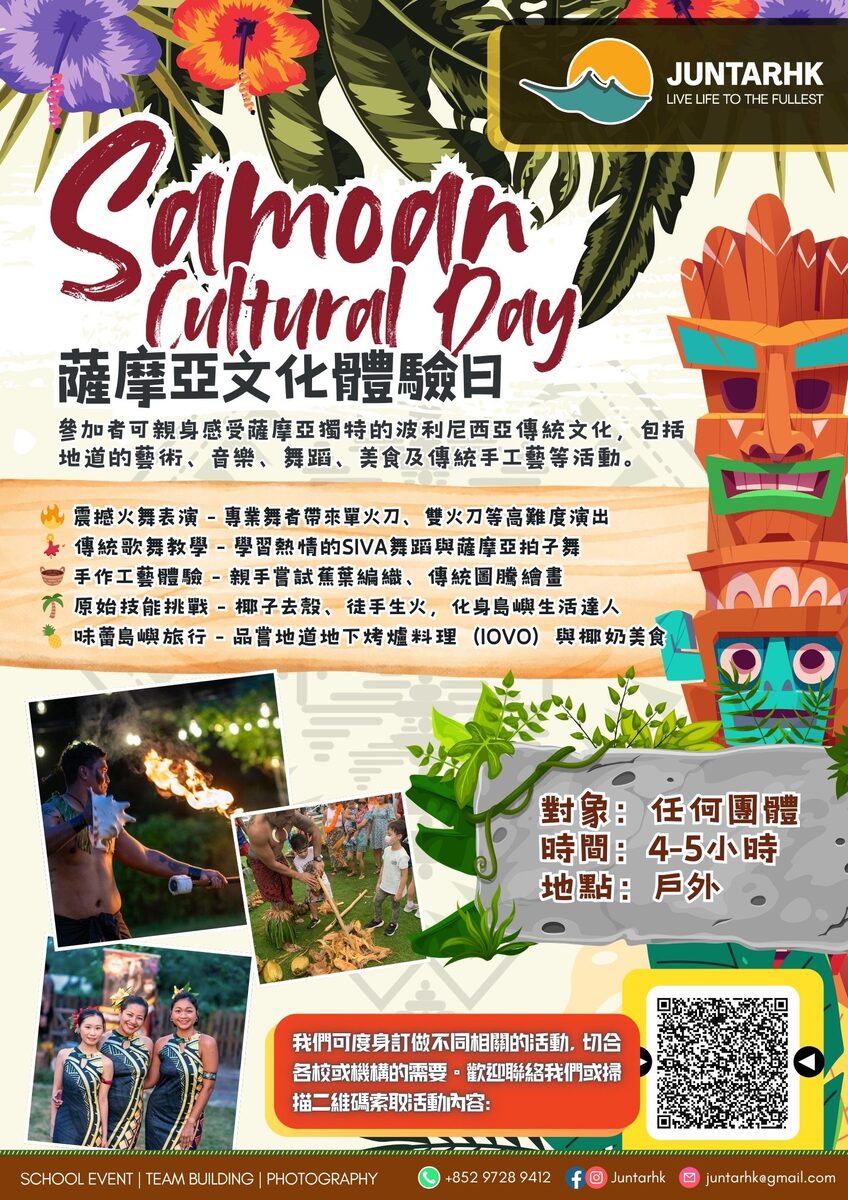 JUNTARHK
LIVE LIFE TO THE FULLEST
Samoan
Cultural Day
薩摩亞文化體驗日
參加者可親身感受薩摩亞獨特的波利尼西亞傳統文化，包括
地道的藝術、音樂、舞蹈、美食及傳統手工藝等活動。
震撼火舞表演 - 專業舞者帶來單火刀、雙火刀等高難度演出
傳統歌舞教學 - 學習熱情的SIVA舞蹈與薩摩亞拍子舞
手作工藝體驗 - 親手嘗試蕉葉編織、傳統圖騰繪畫
原始技能挑戰 - 椰子去殼、徒手生火，化身島嶼生活達人
味蕾島嶼旅行 - 品嘗地道地下烤爐料理（IOVO）與椰奶美食
對象：任何團體
時間：4-5小時
地點：戶外
我們可度身訂做不同相關的活動，切合
各校或機構的需要。歡迎聯絡我們或掃
描二維碼索取活動內容：
SCHOOL EVENT | TEAM BUILDING | PHOTOGRAPHY
+852 9728 9412
Juntarhk
juntarhk@gmail.com